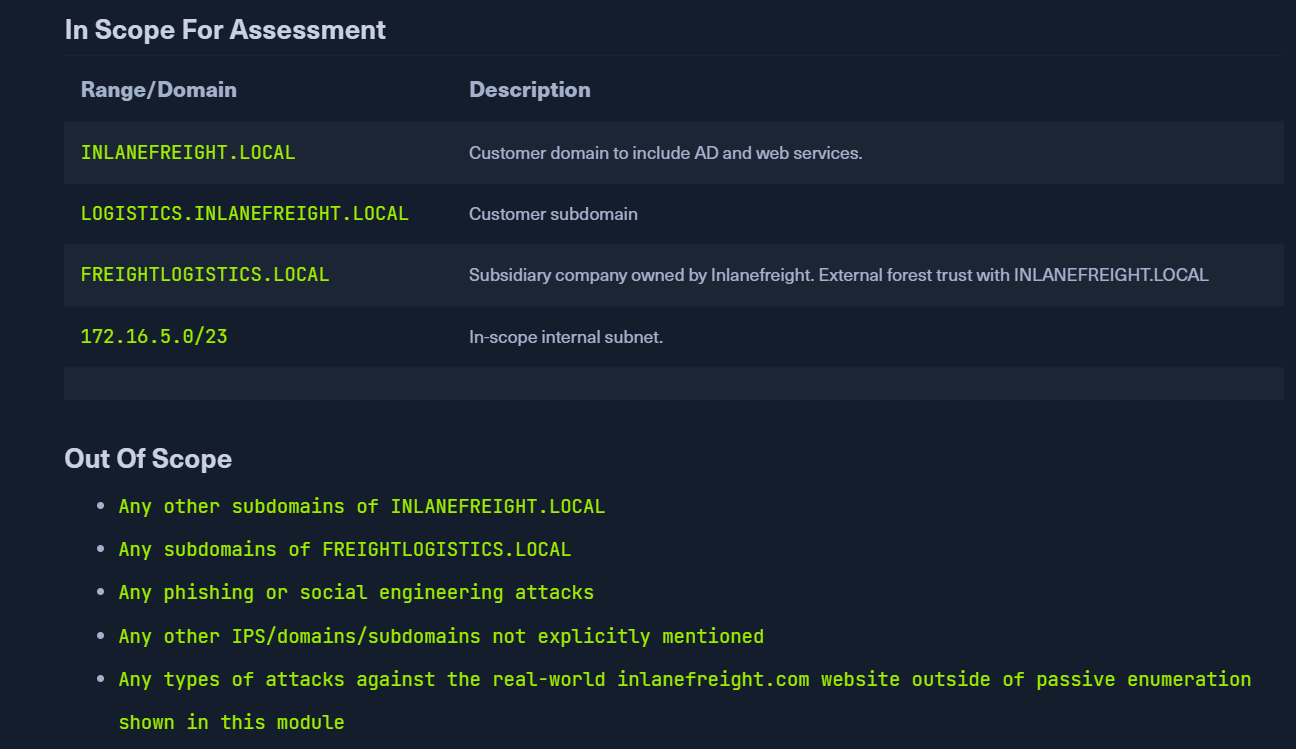 In Scope For Assessment
Range/Domain Description
INLANEFREIGHT.LOCAL Customer domain to include AD and web services.
LOGISTICS.INLANEFREIGHT.LOCAL Customer subdomain
FREIGHTLOGISTICS.LOCAL Subsidiary company owned by Inlanefreight. External forest trust with INLANEFREIGHT.LOCAL
172.16.5.0/23 In-scope internal subnet.
Out Of Scope
• Any other subdomains of INLANEFREIGHT.LOCAL
• Any subdomains of FREIGHTLOGISTICS.LOCAL
• Any phishing or social engineering attacks
• Any other IPS/domains/subdomains not explicitly mentioned
• Any types of attacks against the real-world inlanefreight.com website outside of passive enumeration
shown in this module